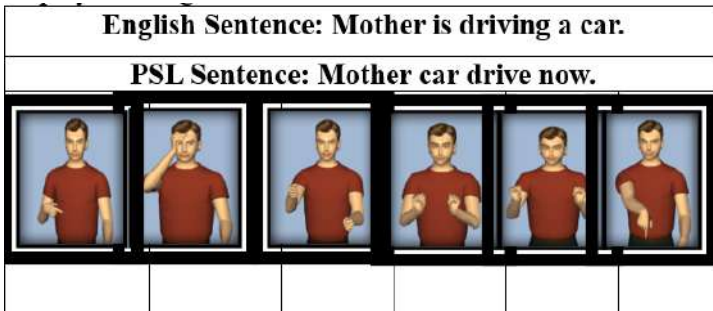 English Sentence: Mother is driving a car.
PSL Sentence: Mother car drive now.